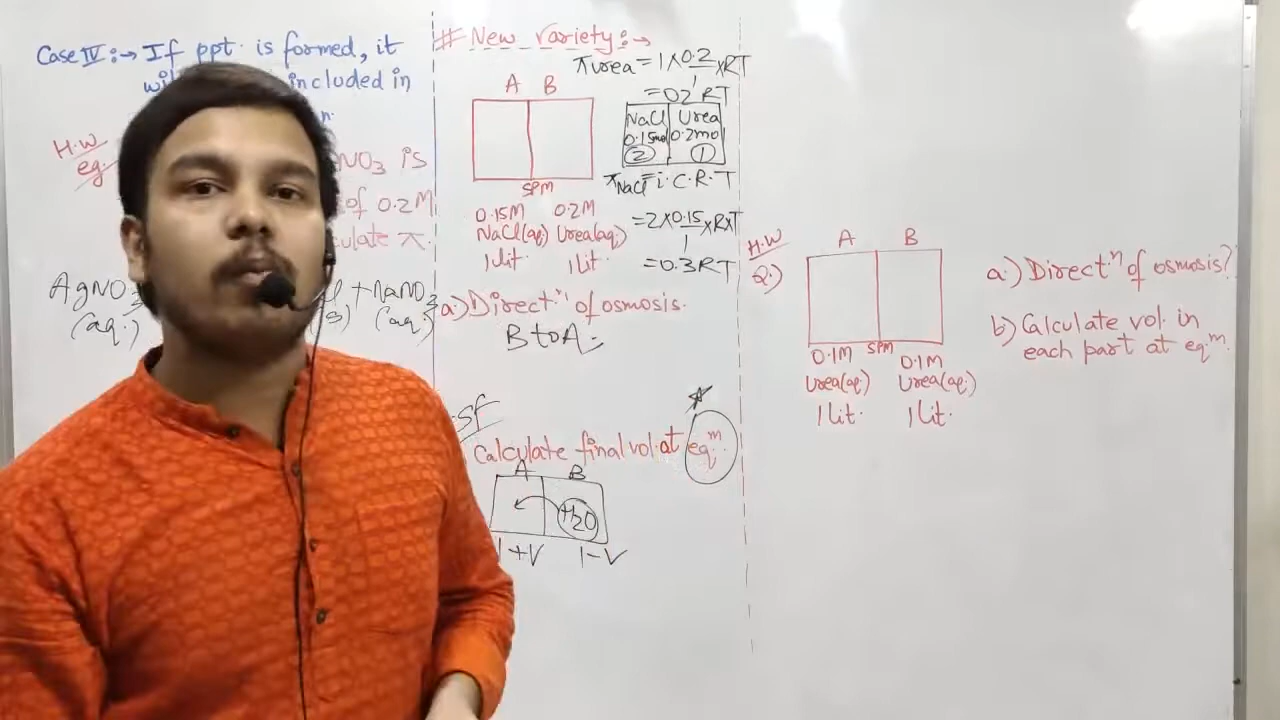 Case IV:→ If ppt. is formed, it
wi included in
n.
H.W
eg.
NO3 is
of 0.2M
culate π.
AgNO3 l + NaNO3
(aq.) (s) (aq.)
# New Variety:→
A B
SPM
0.15M 0.2M
NaCl(aq) Urea(aq)
1 Lit 1 Lit.
πurea = 1 × 0.2/1 × RT
= 0.2 RT
NaCl Urea
0.15mol 0.2mol
2 1
πNaCl = i.C.R.T
= 2 × 0.15/1 × R×T
= 0.3 RT
a.) Direct.ⁿ of osmosis.
B to A.
Sf
Calculate final vol. at eq.ᵐ
A B
H2O
1+V 1-V
H.W
Q.)
A B
SPM
0.1M 0.1M
Urea(aq.) Urea(aq.)
1 Lit. 1 Lit.
a.) Direct.ⁿ of osmosis?
b) Calculate vol. in
each part at eq.ᵐ